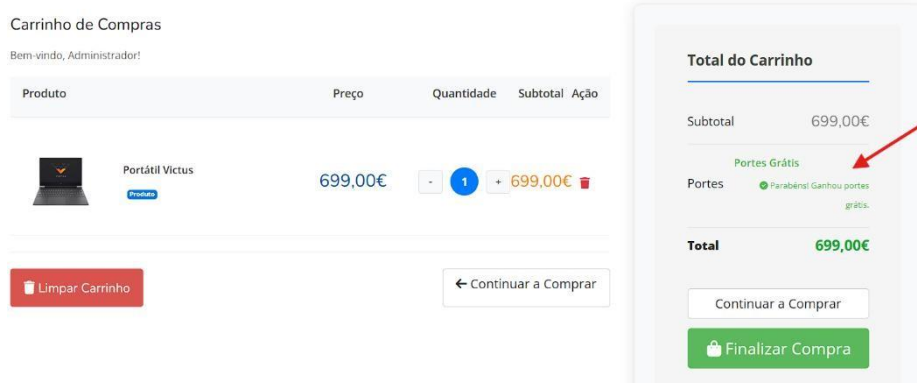 Carrinho de Compras
Bem-vindo, Administrador!
Produto Preço Quantidade Subtotal Ação
Portátil Victus
Produto
699,00€ - 1 + 699,00€
Limpar Carrinho
Continuar a Comprar
Total do Carrinho
Subtotal 699,00€
Portes Grátis
Portes Parabéns! Ganhou portes
grátis.
Total 699,00€
Continuar a Comprar
Finalizar Compra